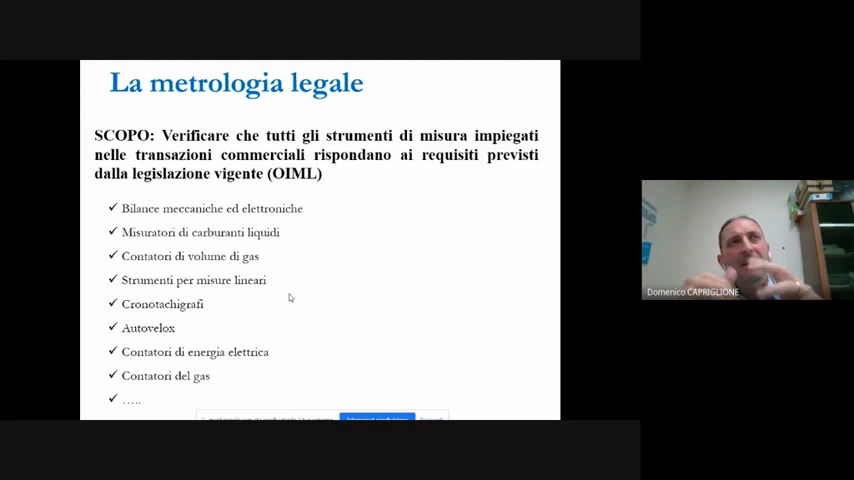 La metrologia legale
SCOPO: Verificare che tutti gli strumenti di misura impiegati
nelle transazioni commerciali rispondano ai requisiti previsti
dalla legislazione vigente (OIML)
✓ Bilance meccaniche ed elettroniche
✓ Misuratori di carburanti liquidi
✓ Contatori di volume di gas
✓ Strumenti per misure lineari
✓ Cronotachigrafi
✓ Autovelox
✓ Contatori di energia elettrica
✓ Contatori del gas
✓ …..
Domenico CAPRIGLIONE